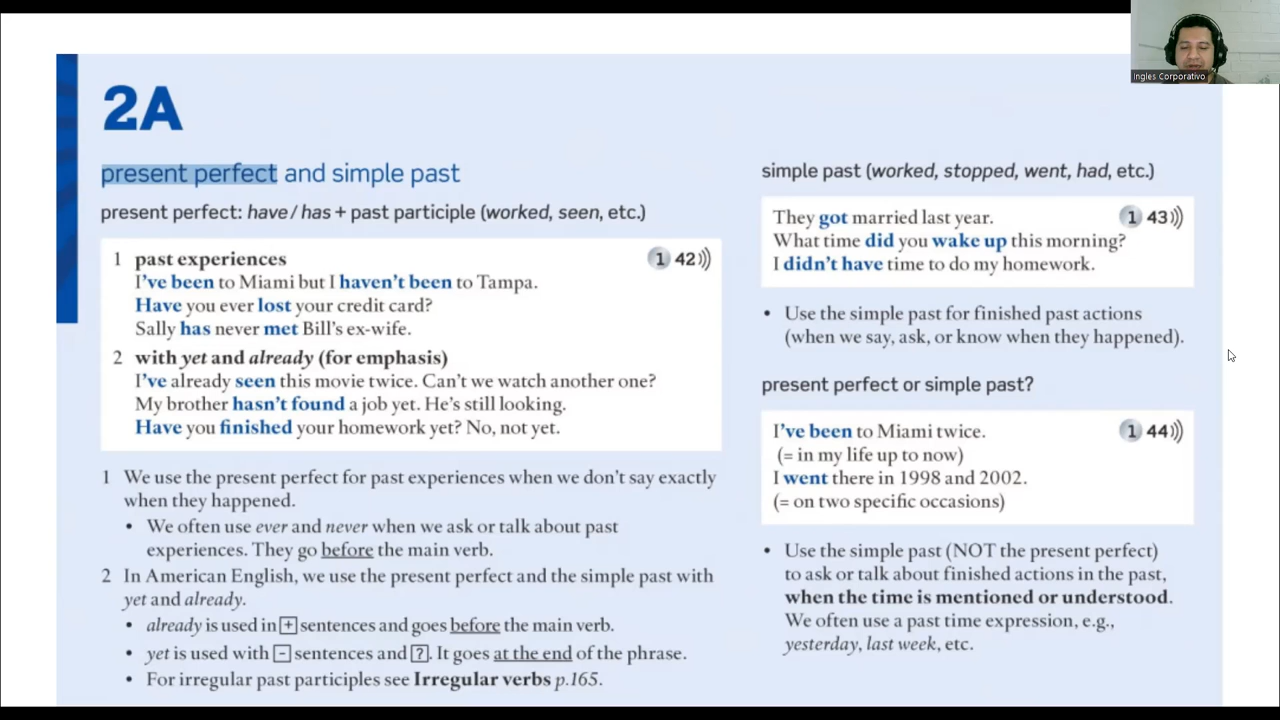 Ingles Corporativo
2A
present perfect and simple past
present perfect: have / has + past participle (worked, seen, etc.)
1 past experiences 1 42
I've been to Miami but I haven't been to Tampa.
Have you ever lost your credit card?
Sally has never met Bill's ex-wife.
2 with yet and already (for emphasis)
I've already seen this movie twice. Can't we watch another one?
My brother hasn't found a job yet. He's still looking.
Have you finished your homework yet? No, not yet.
1 We use the present perfect for past experiences when we don't say exactly
when they happened.
• We often use ever and never when we ask or talk about past
experiences. They go before the main verb.
2 In American English, we use the present perfect and the simple past with
yet and already.
• already is used in + sentences and goes before the main verb.
• yet is used with - sentences and ?. It goes at the end of the phrase.
• For irregular past participles see Irregular verbs p.165.
simple past (worked, stopped, went, had, etc.)
They got married last year. 1 43
What time did you wake up this morning?
I didn't have time to do my homework.
• Use the simple past for finished past actions
(when we say, ask, or know when they happened).
present perfect or simple past?
I've been to Miami twice. 1 44
(= in my life up to now)
I went there in 1998 and 2002.
(= on two specific occasions)
• Use the simple past (NOT the present perfect)
to ask or talk about finished actions in the past,
when the time is mentioned or understood.
We often use a past time expression, e.g.,
yesterday, last week, etc.